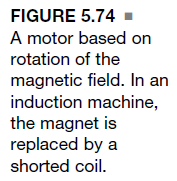 FIGURE 5.74 ■
A motor based on
rotation of the
magnetic field. In an
induction machine,
the magnet is
replaced by a
shorted coil.